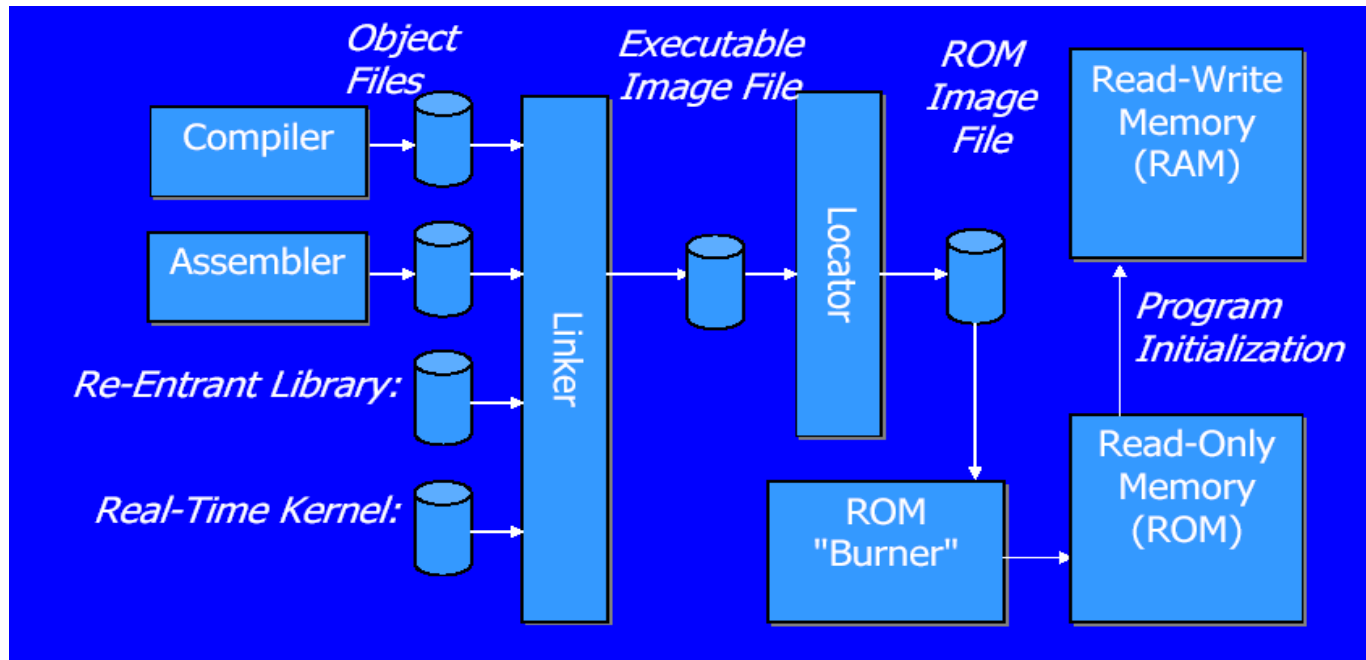 Object
Files
Executable
Image File
ROM
Image
File
Read-Write
Memory
(RAM)
Compiler
Assembler
Linker
Locator
Program
Initialization
Re-Entrant Library:
Real-Time Kernel:
ROM
"Burner"
Read-Only
Memory
(ROM)